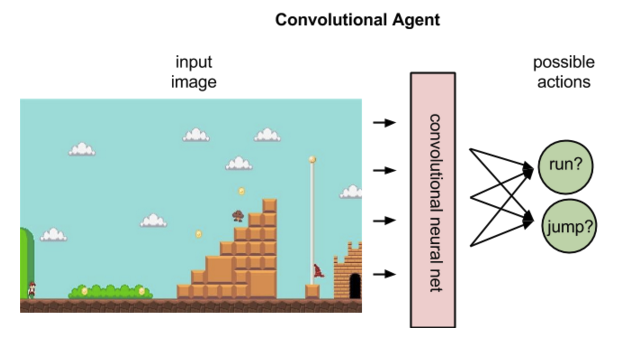 Convolutional Agent
input
image
possible
actions
convolutional neural net
run?
jump?